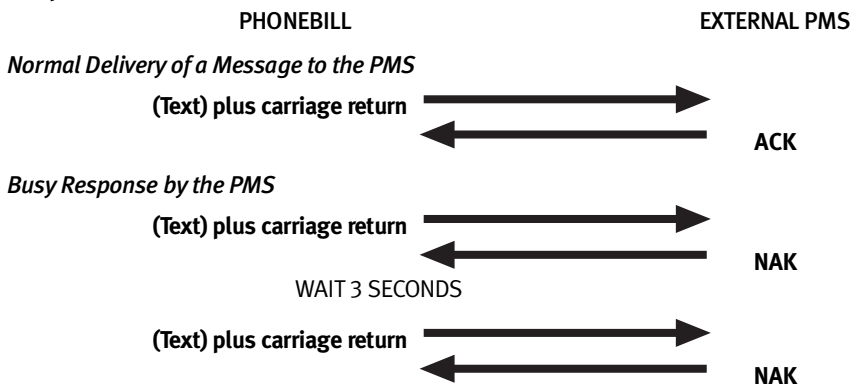 PHONEBILL EXTERNAL PMS
Normal Delivery of a Message to the PMS
(Text) plus carriage return
ACK
Busy Response by the PMS
(Text) plus carriage return
NAK
WAIT 3 SECONDS
(Text) plus carriage return
NAK